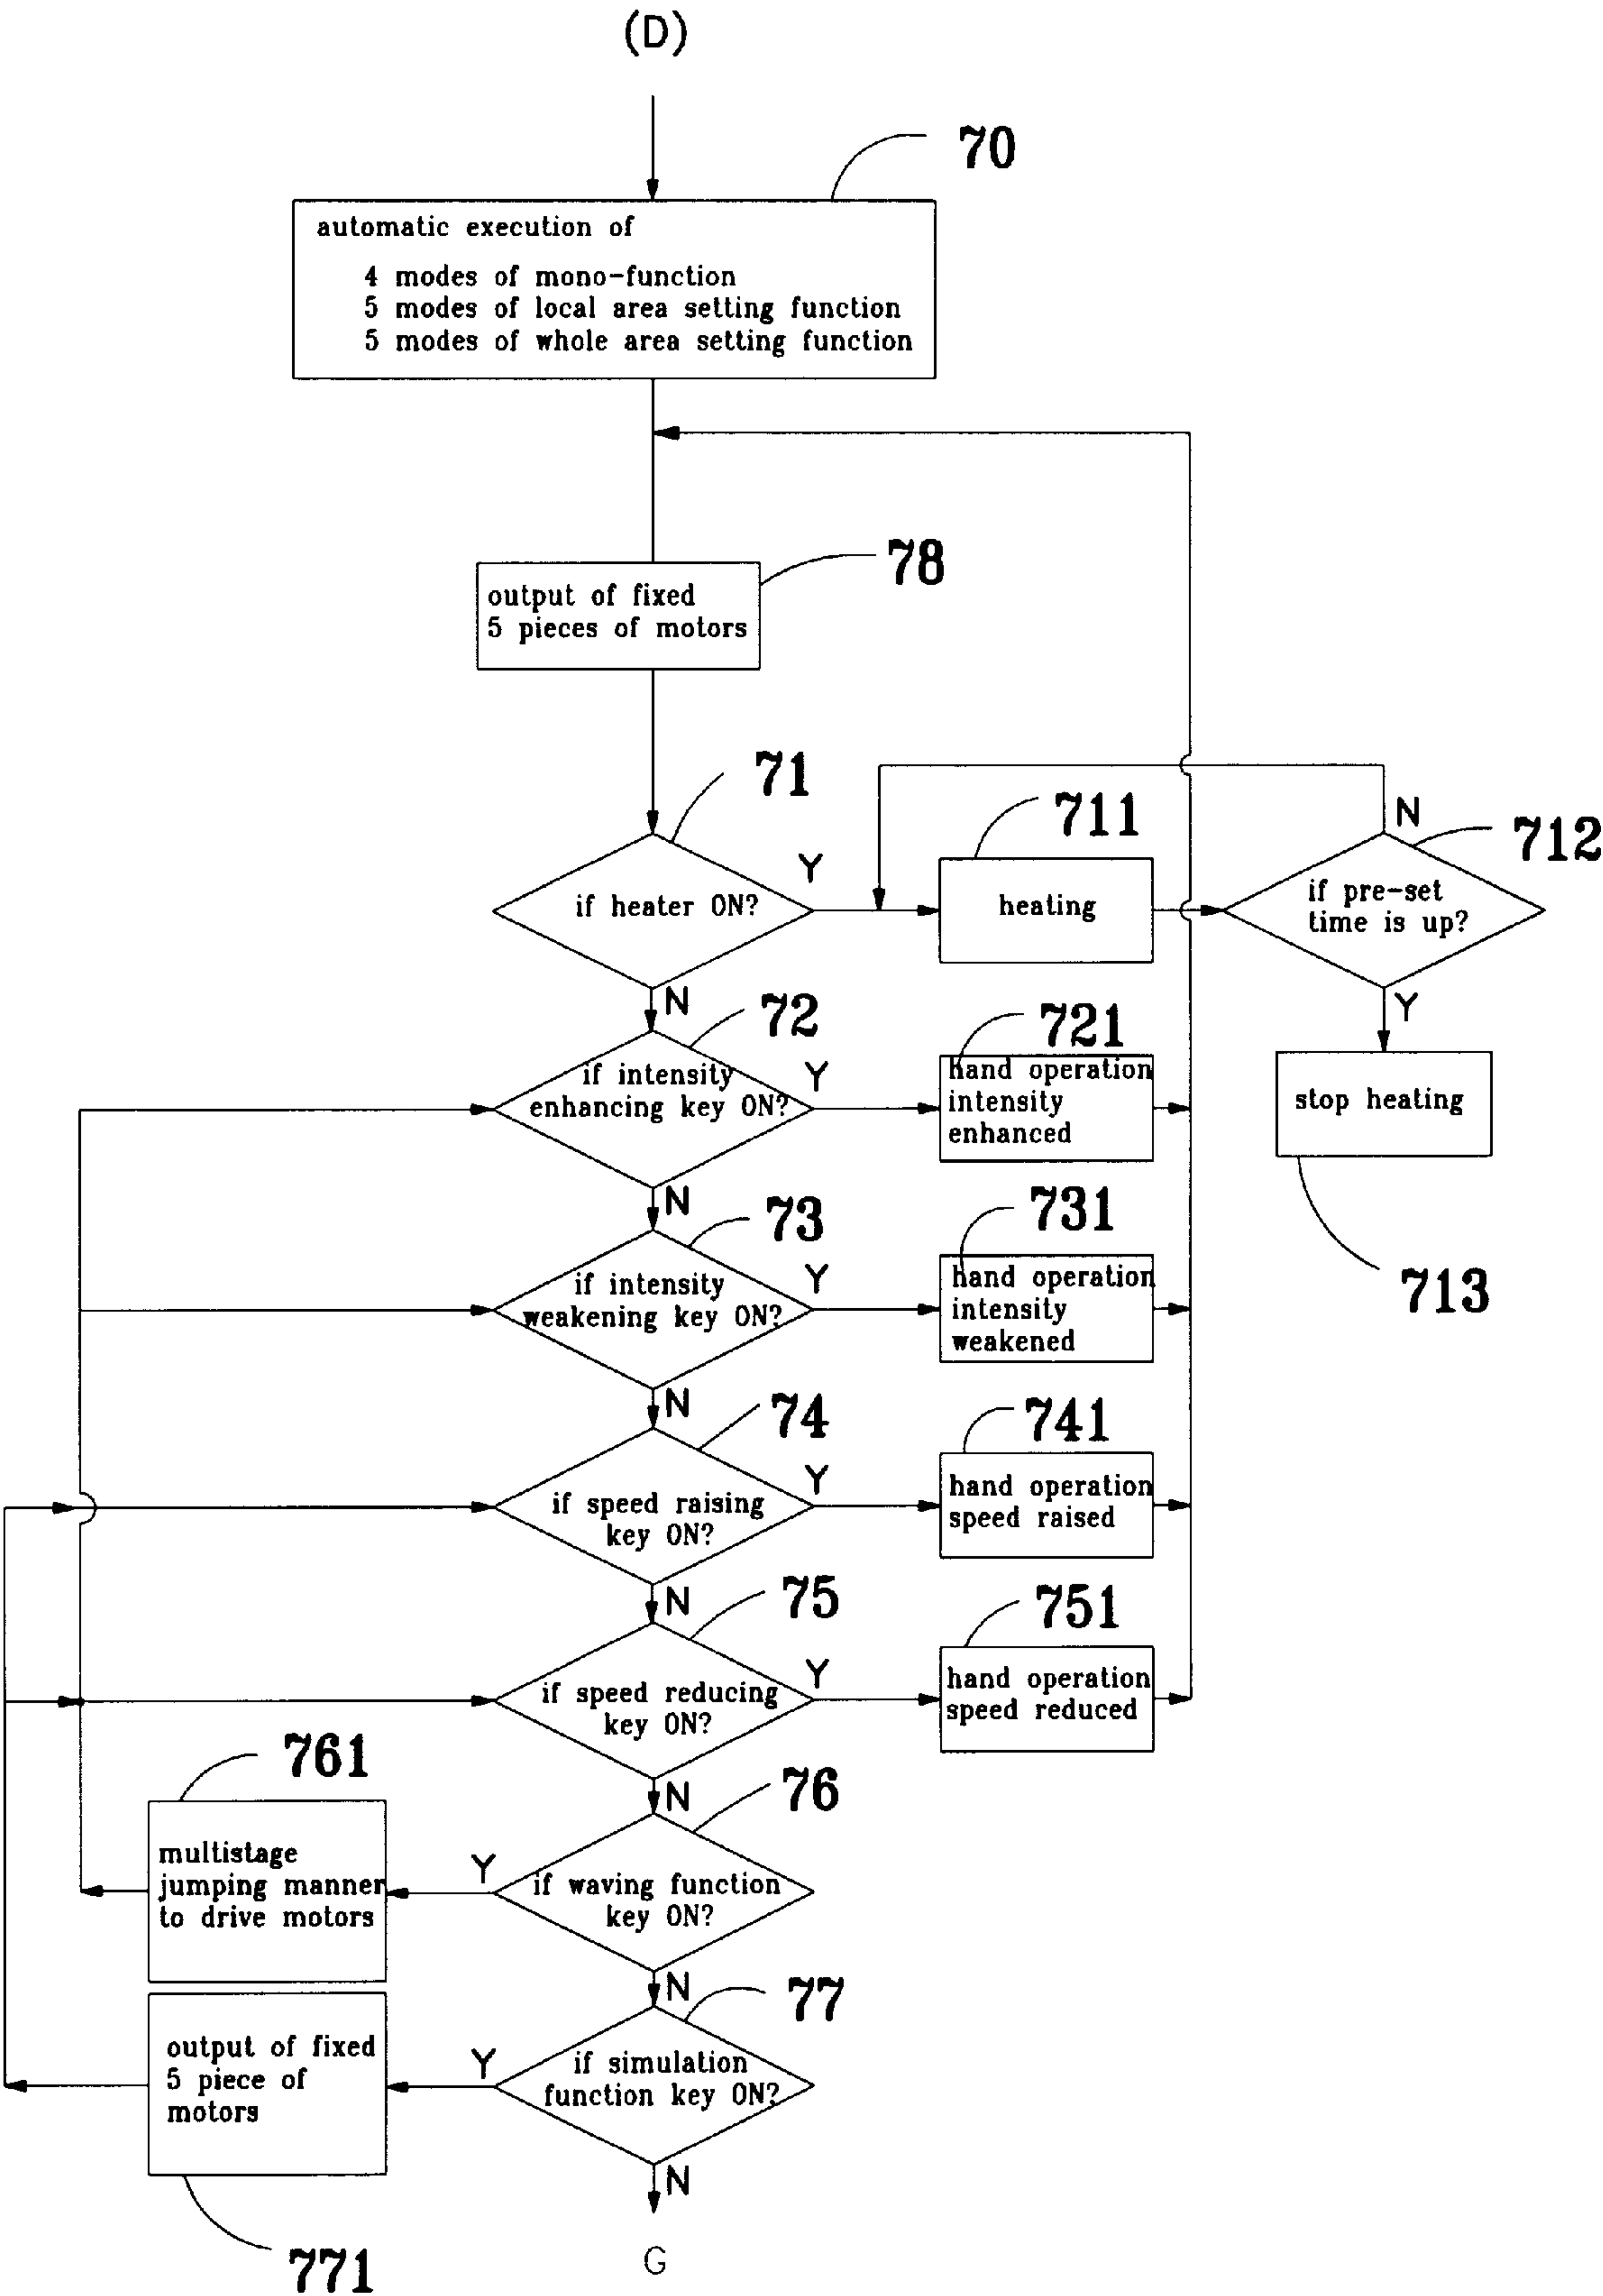 (D)
70
automatic execution of
4 modes of mono-function
5 modes of local area setting function
5 modes of whole area setting function
78
output of fixed
5 pieces of motors
71
711
N
712
Y
if heater ON?
heating
if pre-set
time is up?
N
Y
72
721
if intensity
enhancing key ON?
Y
hand operation
intensity
enhanced
stop heating
713
N
73
731
if intensity
weakening key ON?
Y
hand operation
intensity
weakened
N
74
741
if speed raising
key ON?
Y
hand operation
speed raised
N
75
751
if speed reducing
key ON?
Y
hand operation
speed reduced
N
761
76
multistage
jumping manner
to drive motors
Y
if waving function
key ON?
N
77
output of fixed
5 piece of
motors
Y
if simulation
function key ON?
N
771
G